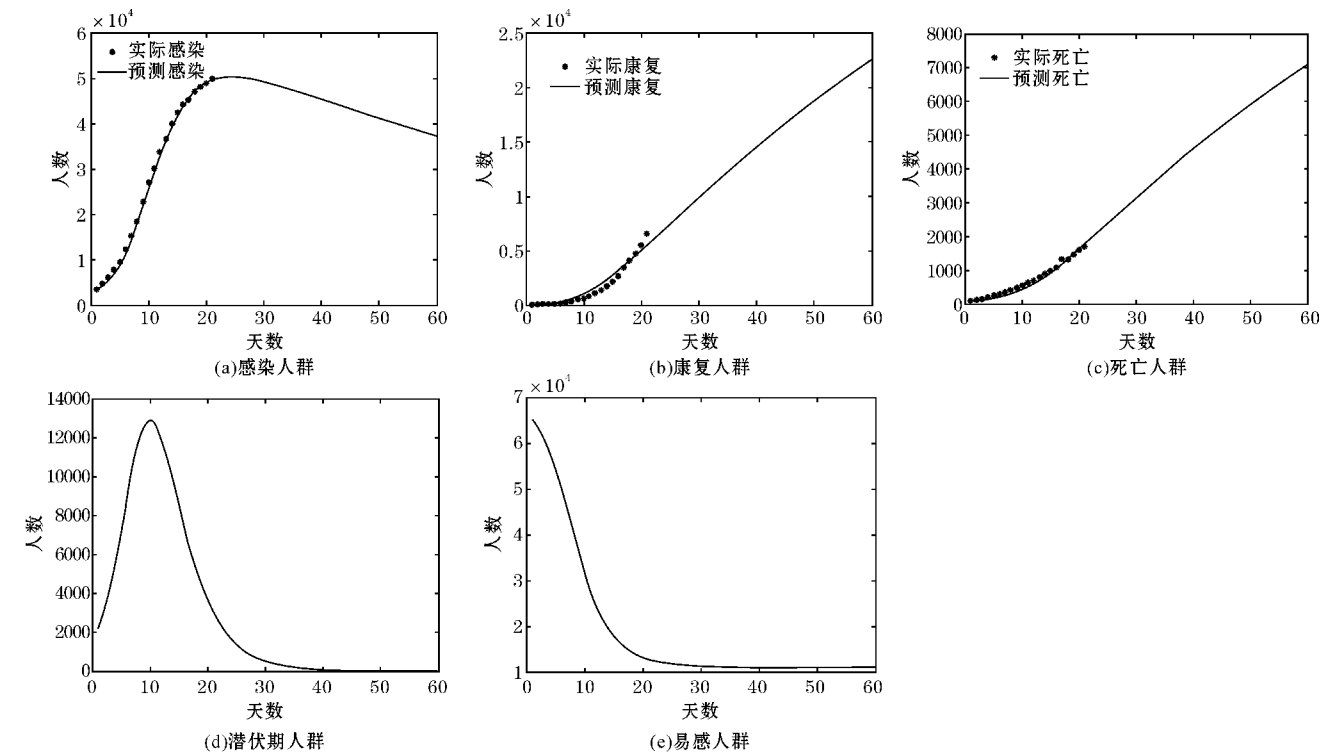 6 ×10⁴
实际感染
预测感染
5
4
3
2
1
0
人数
0 10 20 30 40 50 60
天数
(a)感染人群
2.5 ×10⁴
实际康复
预测康复
2
1.5
1
0.5
0
人数
0 10 20 30 40 50 60
天数
(b)康复人群
8000
实际死亡
预测死亡
7000
6000
5000
4000
3000
2000
1000
0
人数
0 10 20 30 40 50 60
天数
(c)死亡人群
14000
12000
10000
8000
6000
4000
2000
0
人数
0 10 20 30 40 50 60
天数
(d)潜伏期人群
7 ×10⁴
6
5
4
3
2
1
人数
0 10 20 30 40 50 60
天数
(e)易感人群